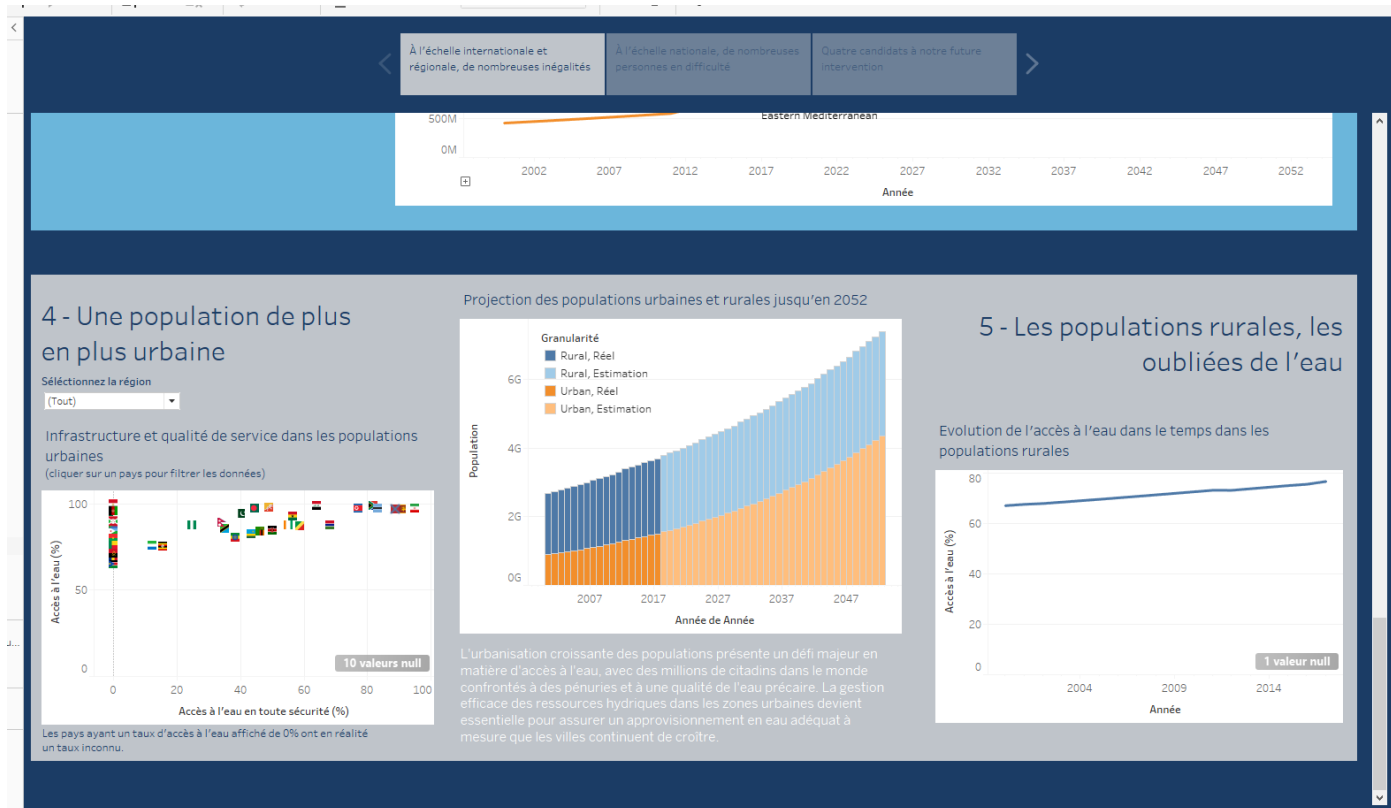 À l'échelle internationale et
régionale, de nombreuses inégalités
À l'échelle nationale, de nombreuses
personnes en difficulté
Quatre candidats à notre future
intervention
500M
0M
Eastern Mediterranean
2002 2007 2012 2017 2022 2027 2032 2037 2042 2047 2052
Année
4 - Une population de plus
en plus urbaine
Séléctionnez la région
(Tout)
Infrastructure et qualité de service dans les populations
urbaines
(cliquer sur un pays pour filtrer les données)
100
50
0
Accès à l'eau (%)
10 valeurs null
0 20 40 60 80 100
Accès à l'eau en toute sécurité (%)
Les pays ayant un taux d'accès à l'eau affiché de 0% ont en réalité
un taux inconnu.
Projection des populations urbaines et rurales jusqu'en 2052
Granularité
Rural, Réel
Rural, Estimation
Urban, Réel
Urban, Estimation
6G
4G
2G
0G
Population
2007 2017 2027 2037 2047
Année de Année
L'urbanisation croissante des populations présente un défi majeur en
matière d'accès à l'eau, avec des millions de citadins dans le monde
confrontés à des pénuries et à une qualité de l'eau précaire. La gestion
efficace des ressources hydriques dans les zones urbaines devient
essentielle pour assurer un approvisionnement en eau adéquat à
mesure que les villes continuent de croître.
5 - Les populations rurales, les
oubliées de l'eau
Evolution de l'accès à l'eau dans le temps dans les
populations rurales
80
60
40
20
0
Accès à l'eau (%)
1 valeur null
2004 2009 2014
Année